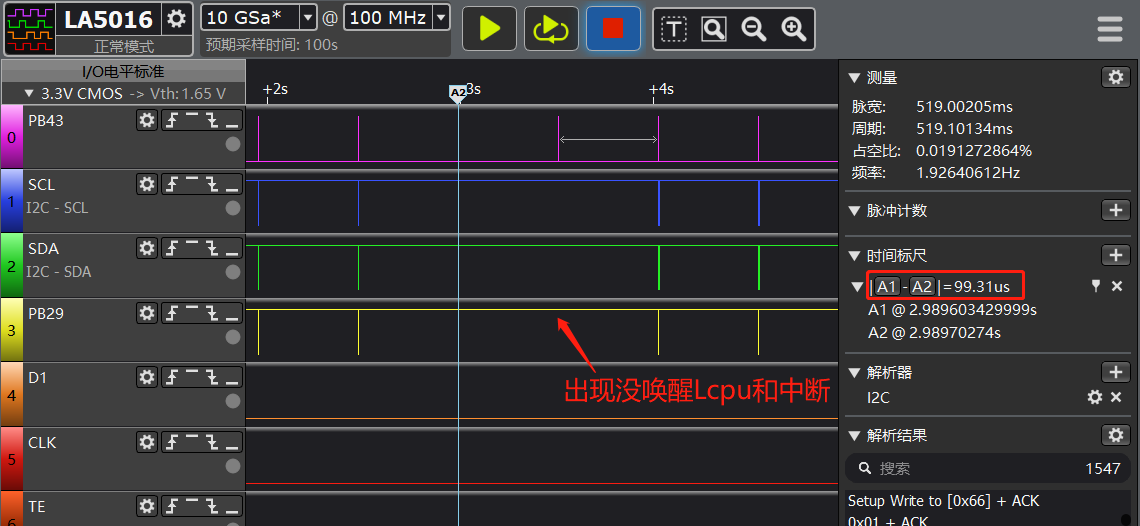 LA5016
正常模式
10 GSa* @ 100 MHz
预期采样时间: 100s
I/O电平标准
3.3V CMOS -> Vth: 1.65 V
+2s
A2
3s
+4s
0
PB43
1
SCL
I2C - SCL
2
SDA
I2C - SDA
3
PB29
4
D1
5
CLK
6
TE
出现没唤醒Lcpu和中断
测量
脉宽: 519.00205ms
周期: 519.10134ms
占空比: 0.0191272864%
频率: 1.92640612Hz
脉冲计数
时间标尺
|A1 - A2|=99.31us
A1 @ 2.989603429999s
A2 @ 2.98970274s
解析器
I2C
解析结果
搜索 1547
Setup Write to [0x66] + ACK
0x01 + ACK